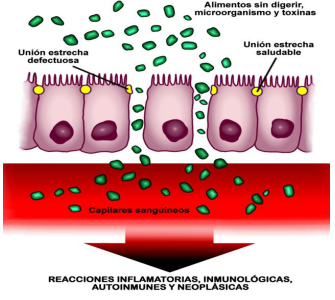 Alimentos sin digerir,
microorganismo y toxinas
Unión estrecha
defectuosa
Unión estrecha
saludable
Capilares sanguíneos
REACCIONES INFLAMATORIAS, INMUNOLÓGICAS,
AUTOINMUNES Y NEOPLÁSICAS